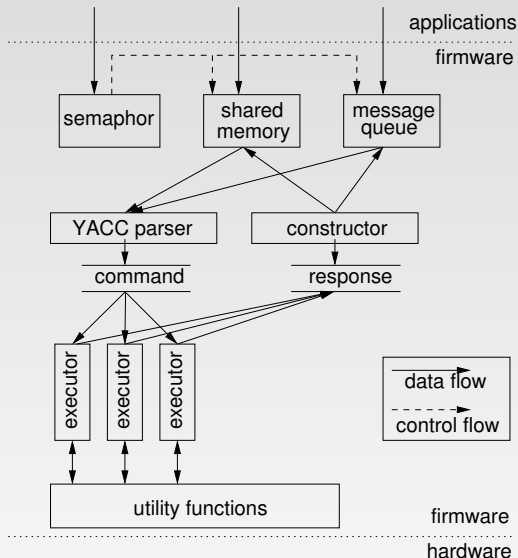 applications
firmware
semaphor
shared
memory
message
queue
YACC parser
constructor
command
response
executor
executor
executor
data flow
control flow
utility functions
firmware
hardware